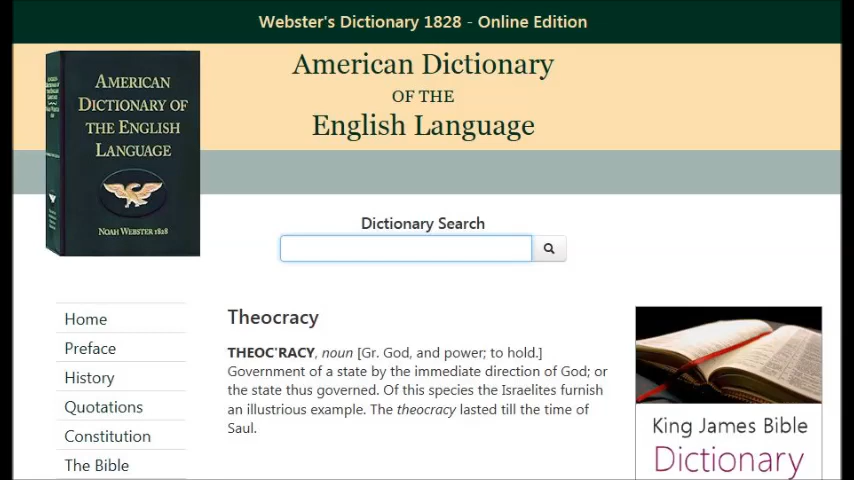 Webster's Dictionary 1828 - Online Edition
American Dictionary
OF THE
English Language
AMERICAN
DICTIONARY OF
THE ENGLISH
LANGUAGE
NOAH WEBSTER 1828
Dictionary Search
Home
Preface
History
Quotations
Constitution
The Bible
Theocracy
THEOC'RACY, noun [Gr. God, and power; to hold.]
Government of a state by the immediate direction of God; or
the state thus governed. Of this species the Israelites furnish
an illustrious example. The theocracy lasted till the time of
Saul.
King James Bible
Dictionary